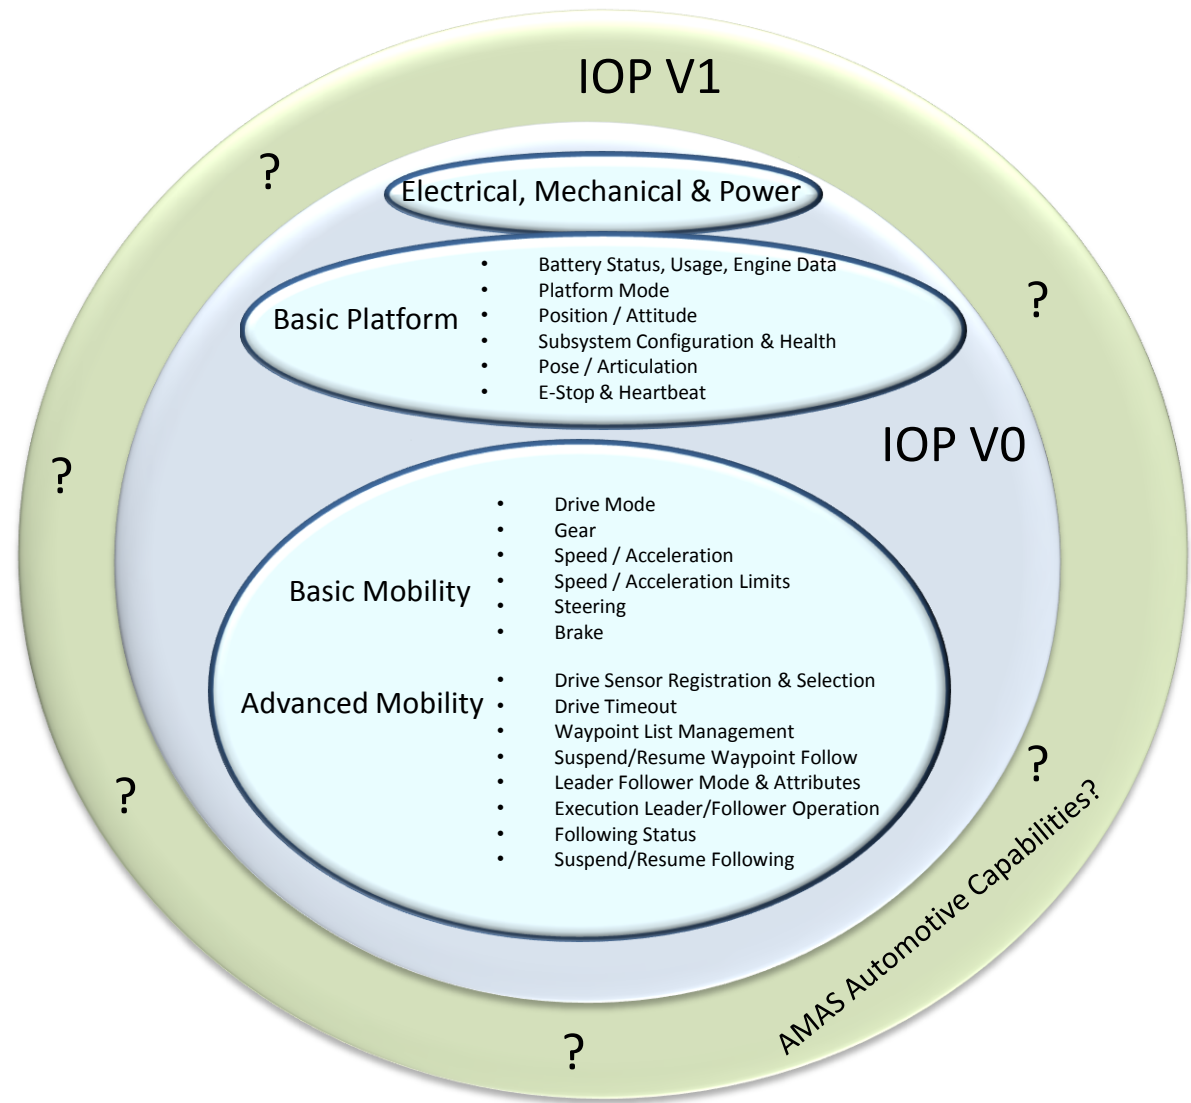 IOP V1
?
Electrical, Mechanical & Power
?
Basic Platform
• Battery Status, Usage, Engine Data
• Platform Mode
• Position / Attitude
• Subsystem Configuration & Health
• Pose / Articulation
• E-Stop & Heartbeat
IOP V0
?
Basic Mobility
• Drive Mode
• Gear
• Speed / Acceleration
• Speed / Acceleration Limits
• Steering
• Brake
Advanced Mobility
• Drive Sensor Registration & Selection
• Drive Timeout
• Waypoint List Management
• Suspend/Resume Waypoint Follow
• Leader Follower Mode & Attributes
• Execution Leader/Follower Operation
• Following Status
• Suspend/Resume Following
?
?
AMAS Automotive Capabilities?
?